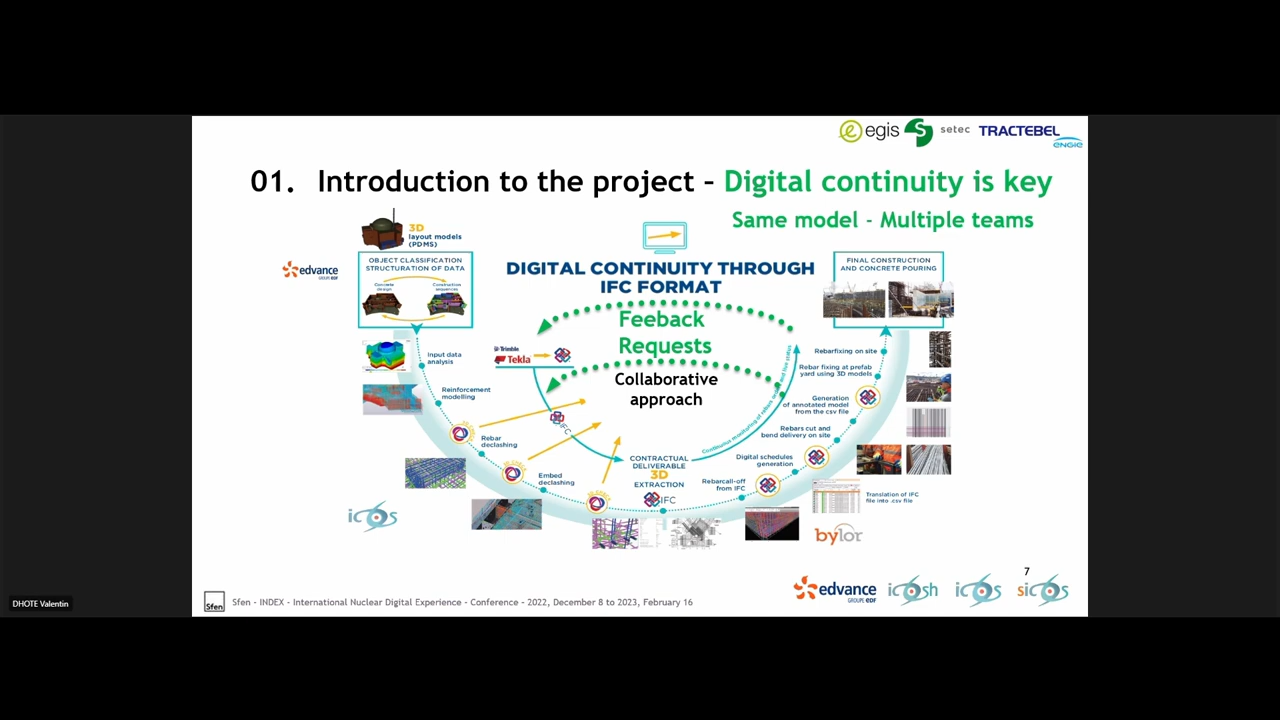 egis setec TRACTEBEL
ENGIE
01. Introduction to the project – Digital continuity is key
Same model - Multiple teams
3D
layout models
(PDMS)
edvance
GROUPE EDF
OBJECT CLASSIFICATION
STRUCTURATION OF DATA
Concrete
design
Construction
sequences
DIGITAL CONTINUITY THROUGH
IFC FORMAT
FINAL CONSTRUCTION
AND CONCRETE POURING
Feeback
Requests
Trimble
Tekla
Collaborative
approach
Input data
analysis
Reinforcement
modelling
Rebar
declashing
Embed
declashing
IFC
CONTRACTUAL
DELIVERABLE
3D
EXTRACTION
IFC
Rebarcall-off
from IFC
Digital schedules
generation
Rebars cut and
bend delivery on site
Generation
of annotated model
from the csv file
Rebar fixing at prefab
yard using 3D models
Rebarfixing on site
Translation of IFC
file into .csv file
icos
bylor
7
DHOTE Valentin
Sfen
Sfen - INDEX - International Nuclear Digital Experience - Conference – 2022, December 8 to 2023, February 16
edvance
GROUPE EDF
icosh
icos
sicos